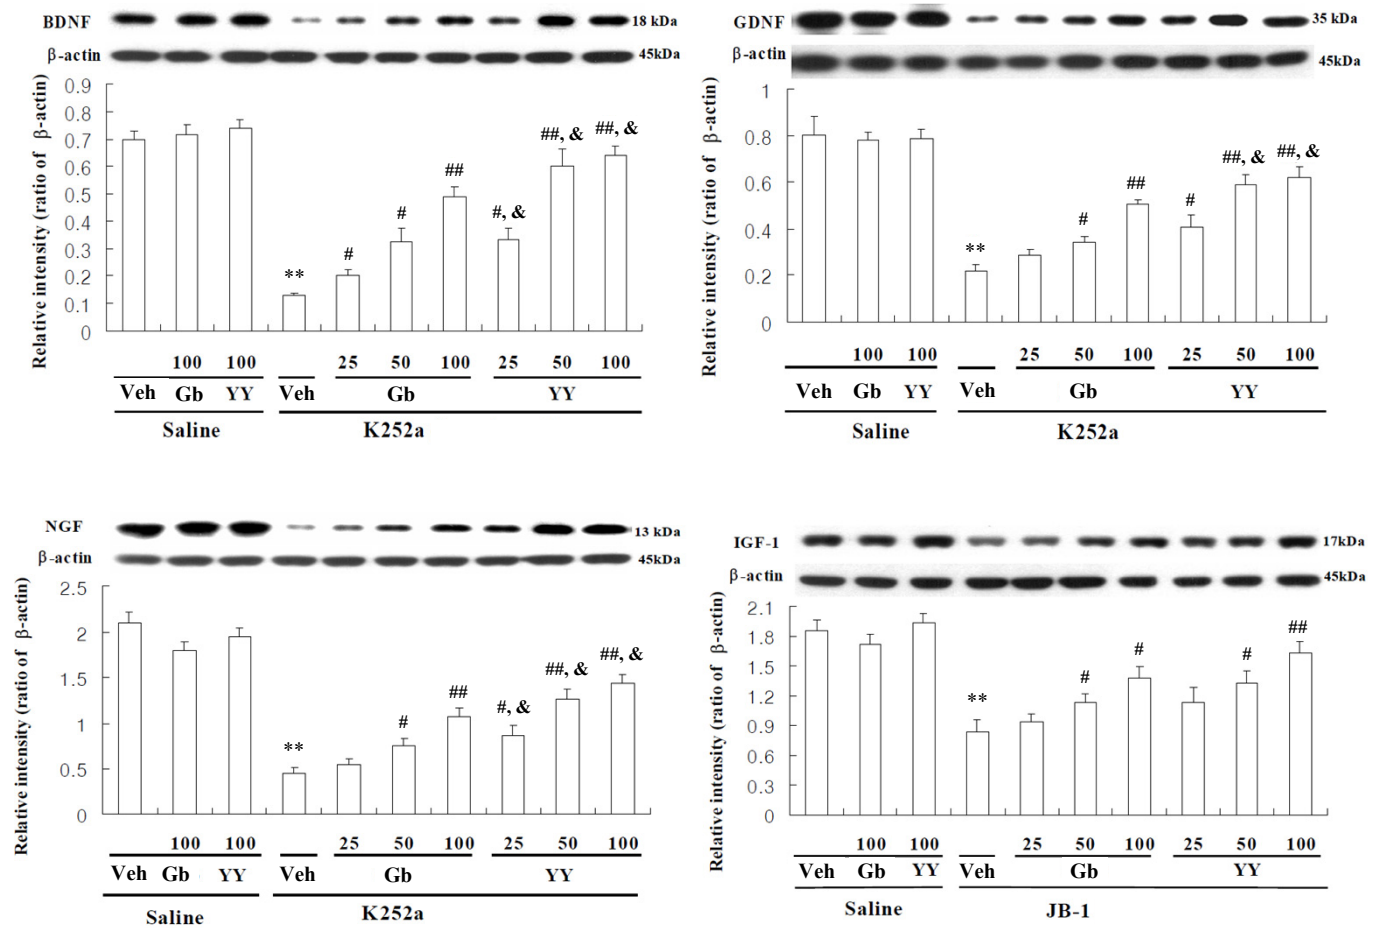 BDNF 18 kDa
β-actin 45kDa
Relative intensity (ratio of β-actin)
0.9
0.8
0.7
0.6
0.5
0.4
0.3
0.2
0.1
0
** # # ## #, & ##, & ##, &
100 100 25 50 100 25 50 100
Veh Gb YY Veh Gb YY
Saline K252a
GDNF 35 kDa
β-actin 45kDa
Relative intensity (ratio of β-actin)
1
0.8
0.6
0.4
0.2
0
** # ## # ##, & ##, &
100 100 25 50 100 25 50 100
Veh Gb YY Veh Gb YY
Saline K252a
NGF 13 kDa
β-actin 45kDa
Relative intensity (ratio of β-actin)
2.5
2
1.5
1
0.5
0
** # ## #, & ##, & ##, &
100 100 25 50 100 25 50 100
Veh Gb YY Veh Gb YY
Saline K252a
IGF-1 17kDa
β-actin 45kDa
Relative intensity (ratio of β-actin)
2.1
1.8
1.5
1.2
0.9
0.6
0.3
0
** # # # ##
100 100 25 50 100 25 50 100
Veh Gb YY Veh Gb YY
Saline JB-1